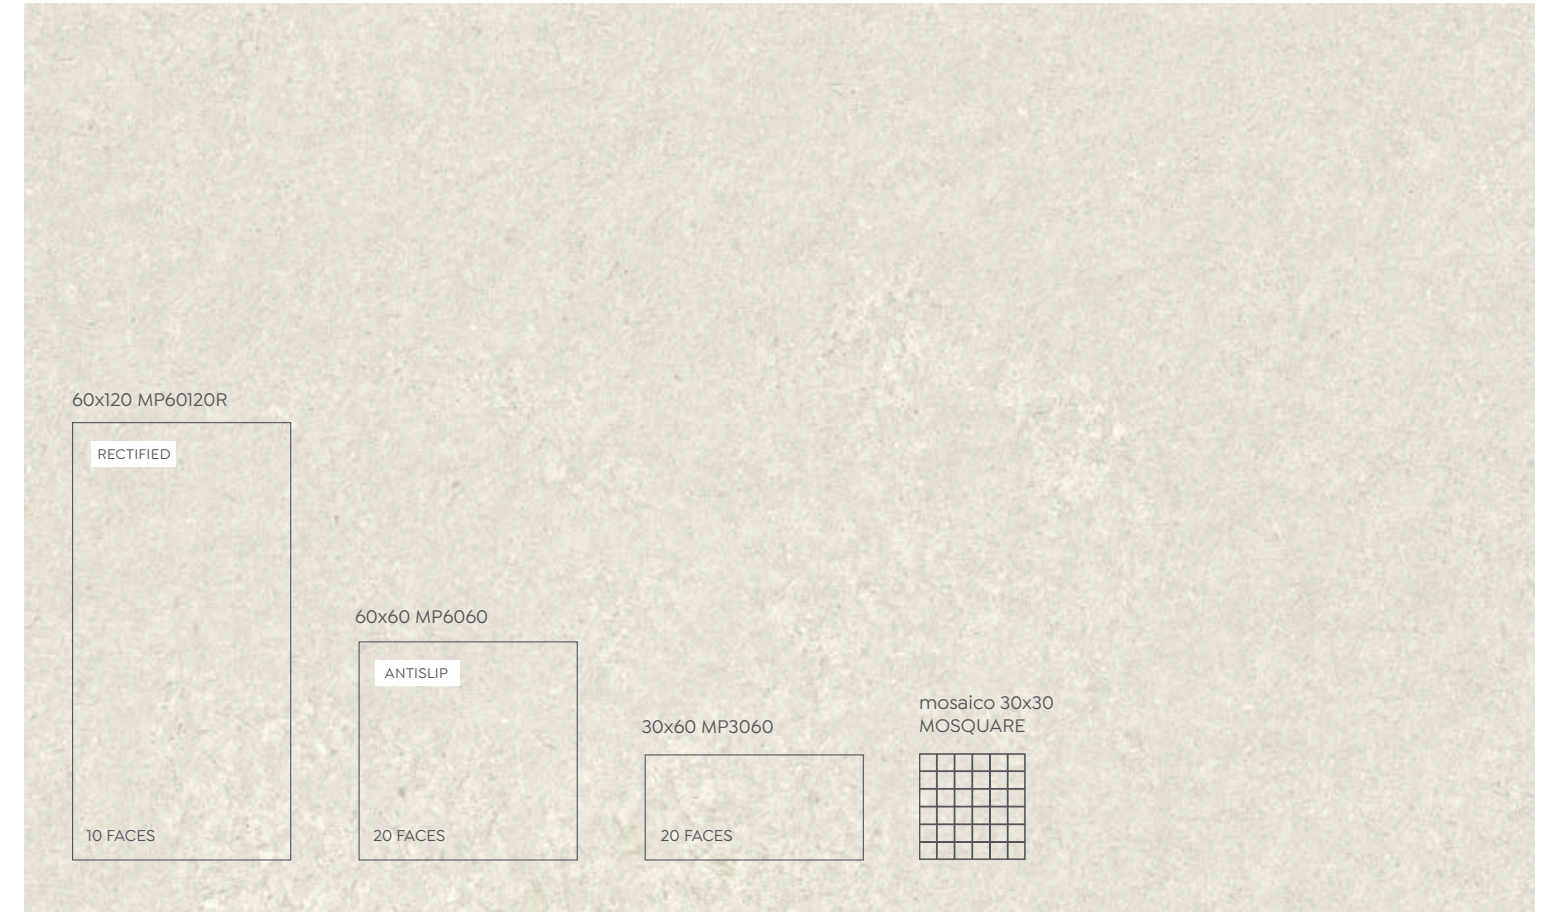 60x120 MP60120R
RECTIFIED
10 FACES
60x60 MP6060
ANTISLIP
20 FACES
30x60 MP3060
20 FACES
mosaico 30x30
MOSQUARE